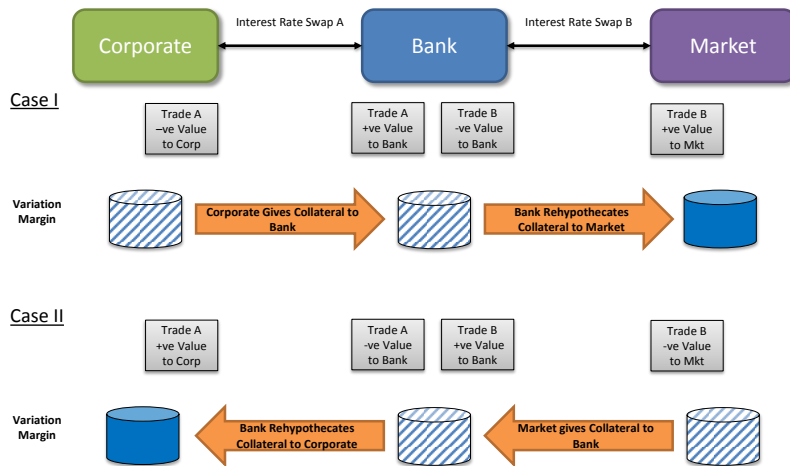 Interest Rate Swap A
Interest Rate Swap B
Corporate
Bank
Market
Case I
Trade A
–ve Value
to Corp
Trade A
+ve Value
to Bank
Trade B
-ve Value
to Bank
Trade B
+ve Value
to Mkt
Variation
Margin
Corporate Gives Collateral to
Bank
Bank Rehypothecates
Collateral to Market
Case II
Trade A
+ve Value
to Corp
Trade A
-ve Value
to Bank
Trade B
+ve Value
to Bank
Trade B
-ve Value
to Mkt
Variation
Margin
Bank Rehypothecates
Collateral to Corporate
Market gives Collateral to
Bank